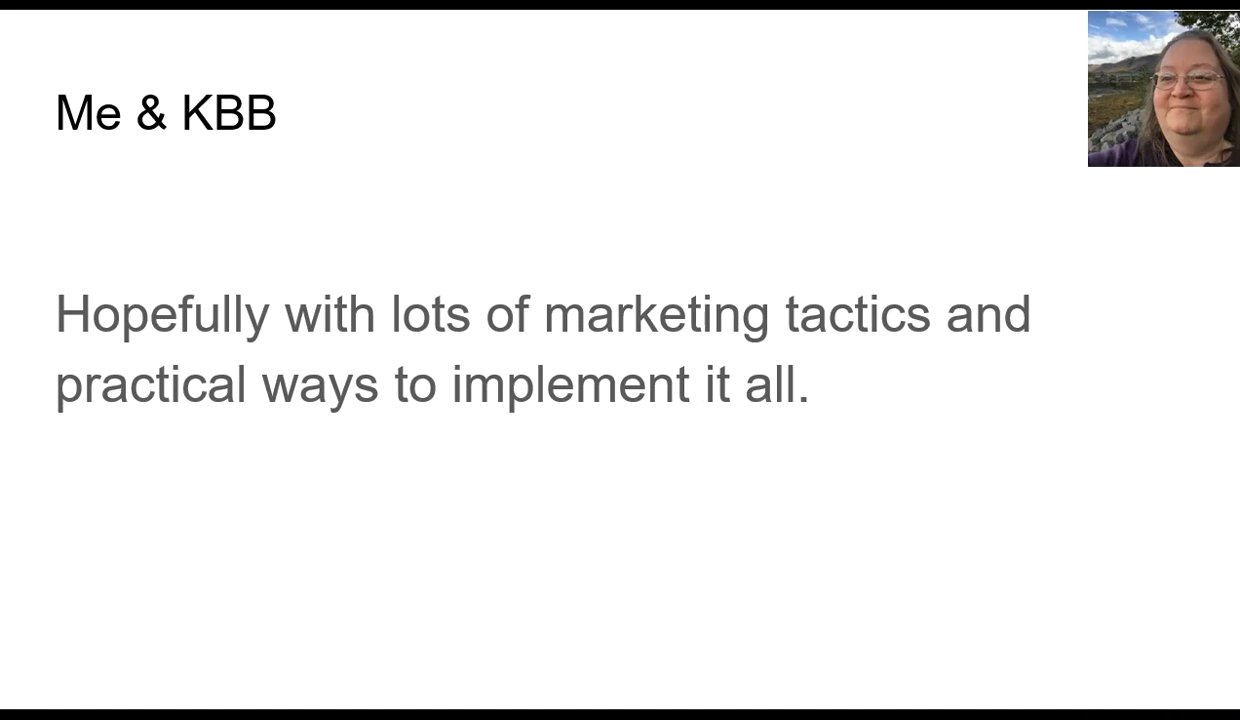 Me & KBB
Hopefully with lots of marketing tactics and
practical ways to implement it all.